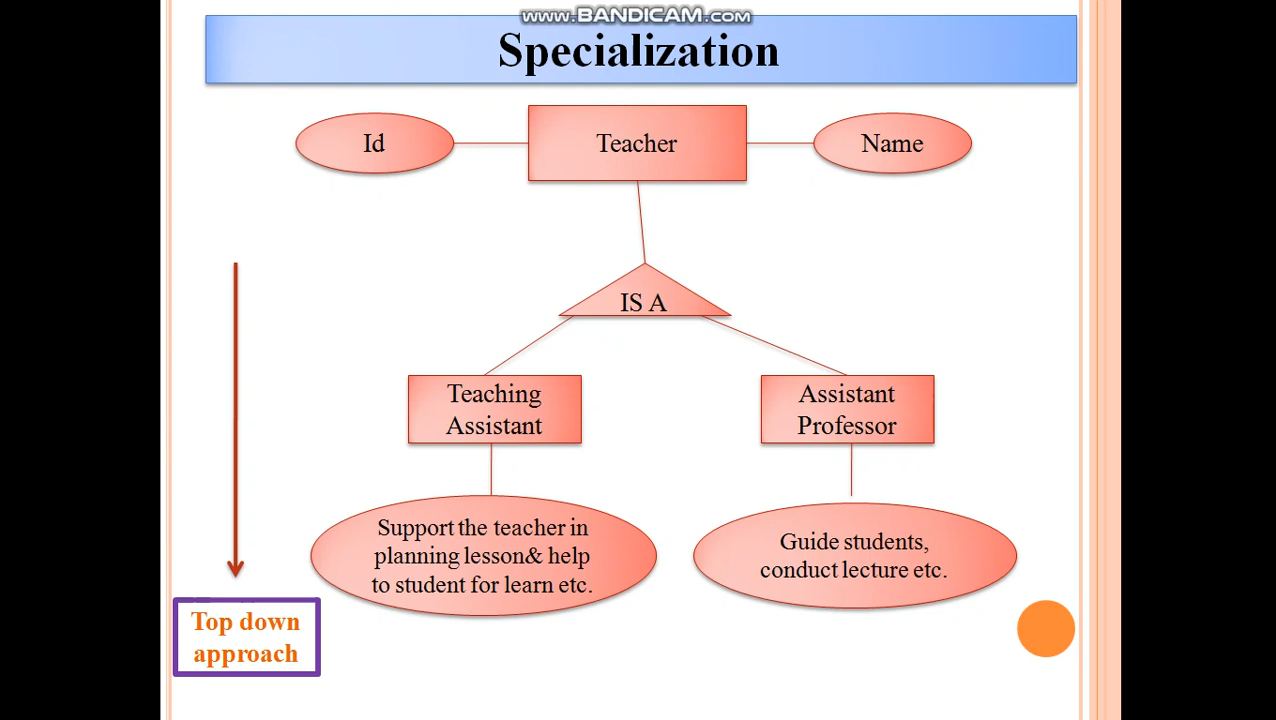 www.BANDICAM.com
Specialization
Id
Teacher
Name
IS A
Teaching
Assistant
Assistant
Professor
Support the teacher in
planning lesson& help
to student for learn etc.
Guide students,
conduct lecture etc.
Top down
approach